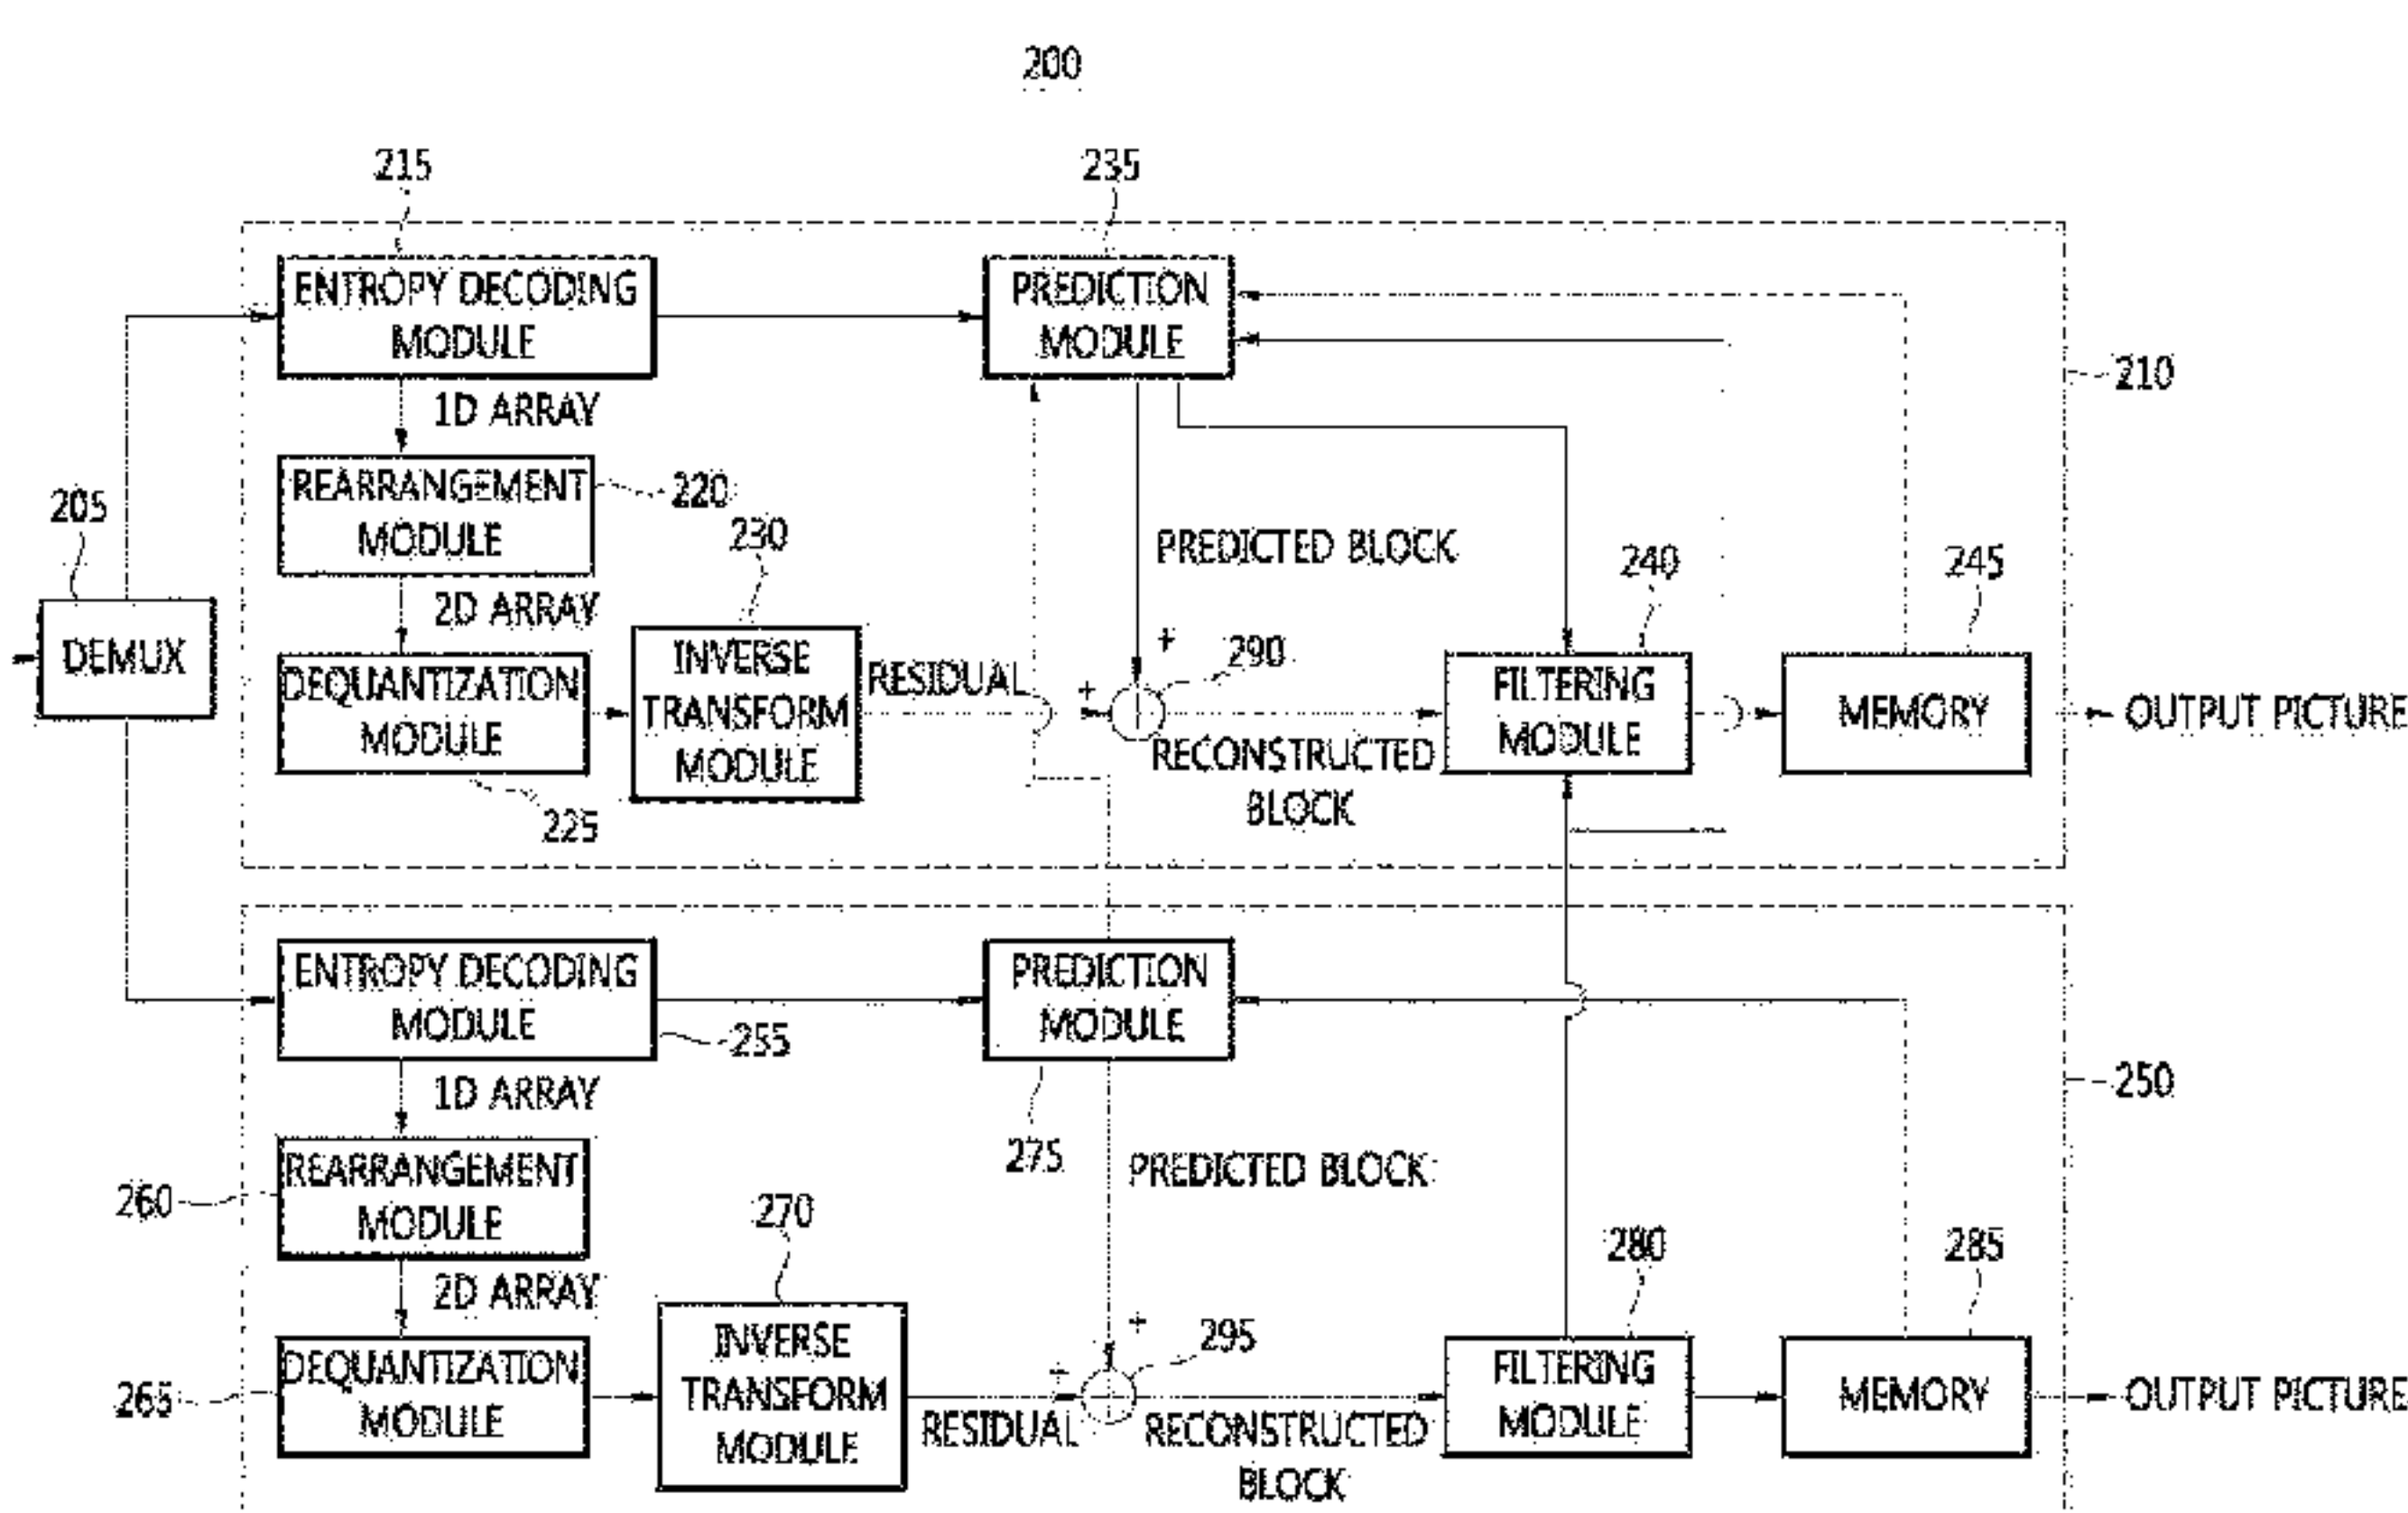 200
215
235
ENTROPY DECODING
MODULE
PREDICTION
MODULE
210
1D ARRAY
REARRANGEMENT
MODULE
220
205
230
2D ARRAY
PREDICTED BLOCK
240
245
DEMUX
DEQUANTIZATION
MODULE
INVERSE
TRANSFORM
MODULE
RESIDUAL
+
+
290
FILTERING
MODULE
MEMORY
OUTPUT PICTURE
RECONSTRUCTED
BLOCK
225
ENTROPY DECODING
MODULE
255
PREDICTION
MODULE
250
1D ARRAY
275
PREDICTED BLOCK
260
REARRANGEMENT
MODULE
270
280
285
2D ARRAY
265
DEQUANTIZATION
MODULE
INVERSE
TRANSFORM
MODULE
+
+
295
RESIDUAL
RECONSTRUCTED
BLOCK
FILTERING
MODULE
MEMORY
OUTPUT PICTURE